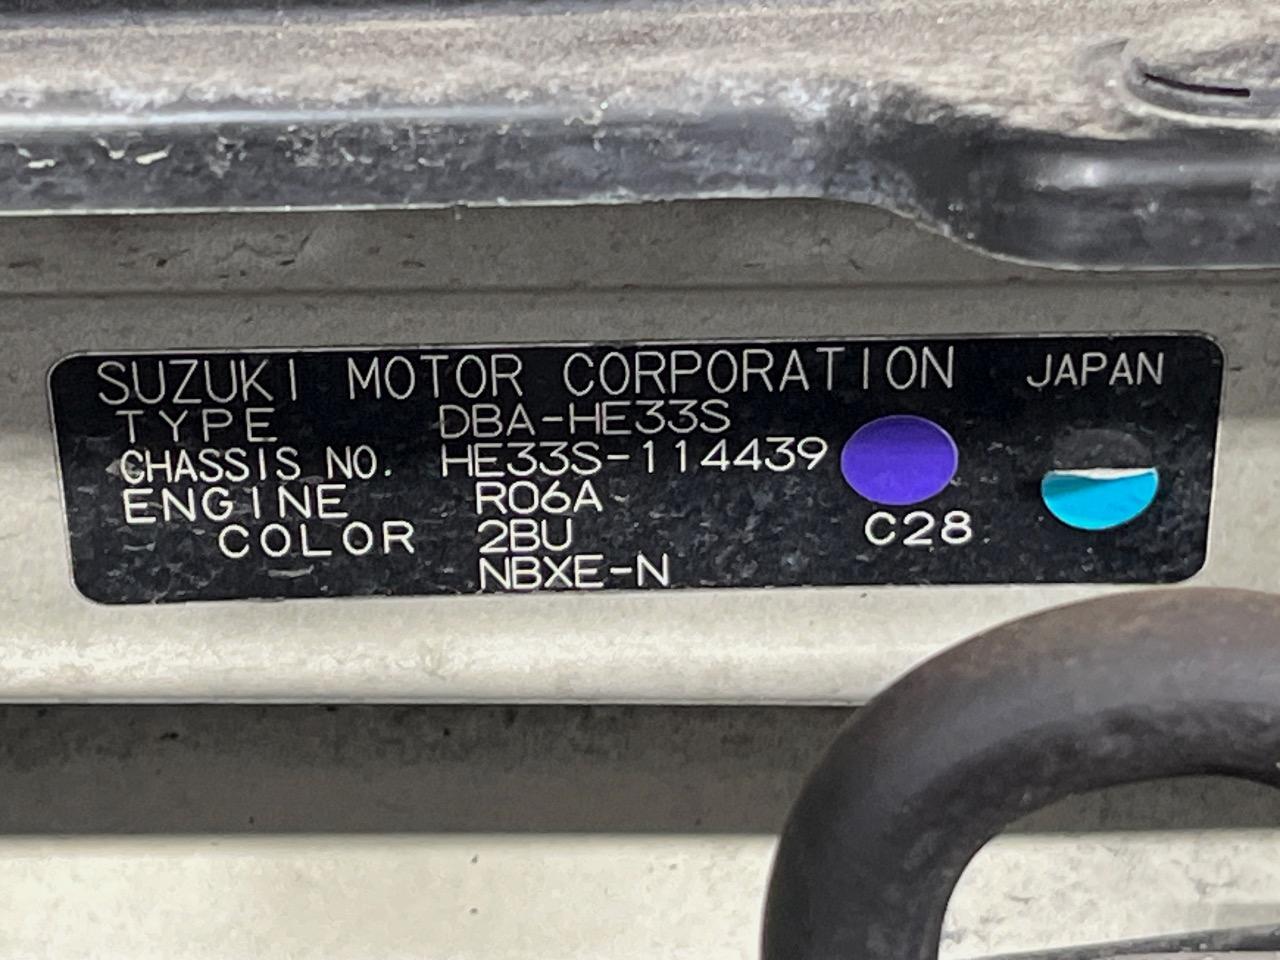 SUZUKI MOTOR CORPORATION JAPAN
TYPE DBA-HE33S
CHASSIS NO. HE33S-114439
ENGINE R06A
COLOR 2BU C28
NBXE-N